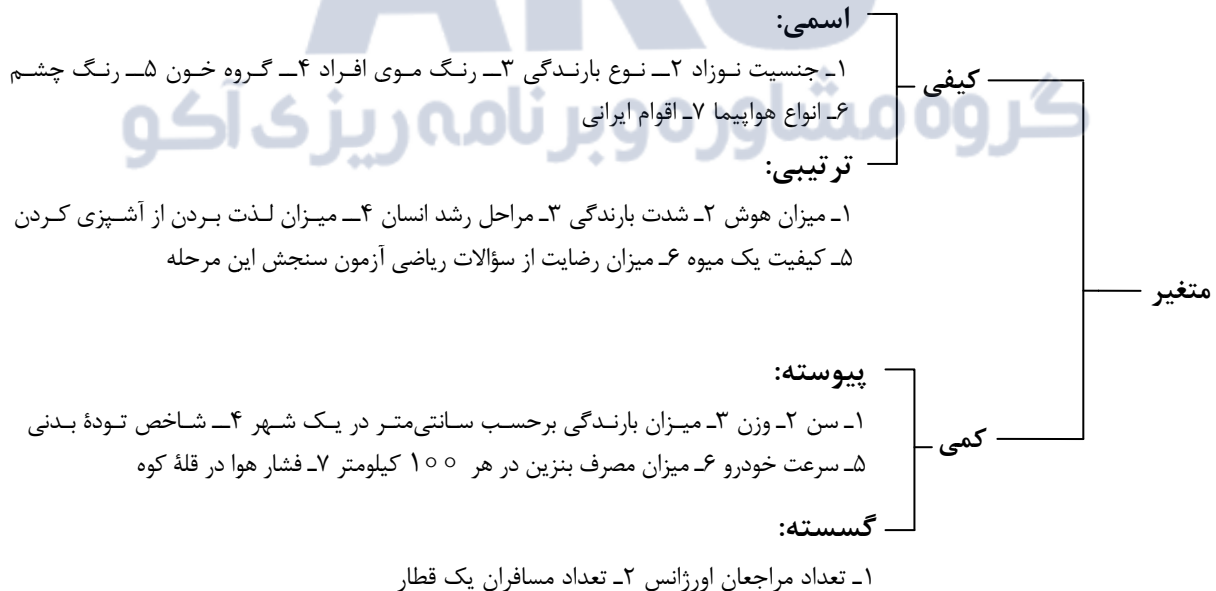 اسمی:
۱ـ جنسیت نوزاد ۲ـ نوع بارندگی ۳ـ رنگ موی افراد ۴ـ گروه خون ۵ـ رنگ چشم
۶ـ انواع هواپیما ۷ـ اقوام ایرانی
کیفی
گروه مشاوره و برنامه ریزی آکو
ترتیبی:
۱ـ میزان هوش ۲ـ شدت بارندگی ۳ـ مراحل رشد انسان ۴ـ میزان لذت بردن از آشپزی کردن
۵ـ کیفیت یک میوه ۶ـ میزان رضایت از سؤالات ریاضی آزمون سنجش این مرحله
متغیر
پیوسته:
۱ـ سن ۲ـ وزن ۳ـ میزان بارندگی برحسب سانتی‌متر در یک شهر ۴ـ شاخص تودهٔ بدنی
۵ـ سرعت خودرو ۶ـ میزان مصرف بنزین در هر ۱۰۰ کیلومتر ۷ـ فشار هوا در قلهٔ کوه
کمی
گسسته:
۱ـ تعداد مراجعان اورژانس ۲ـ تعداد مسافران یک قطار